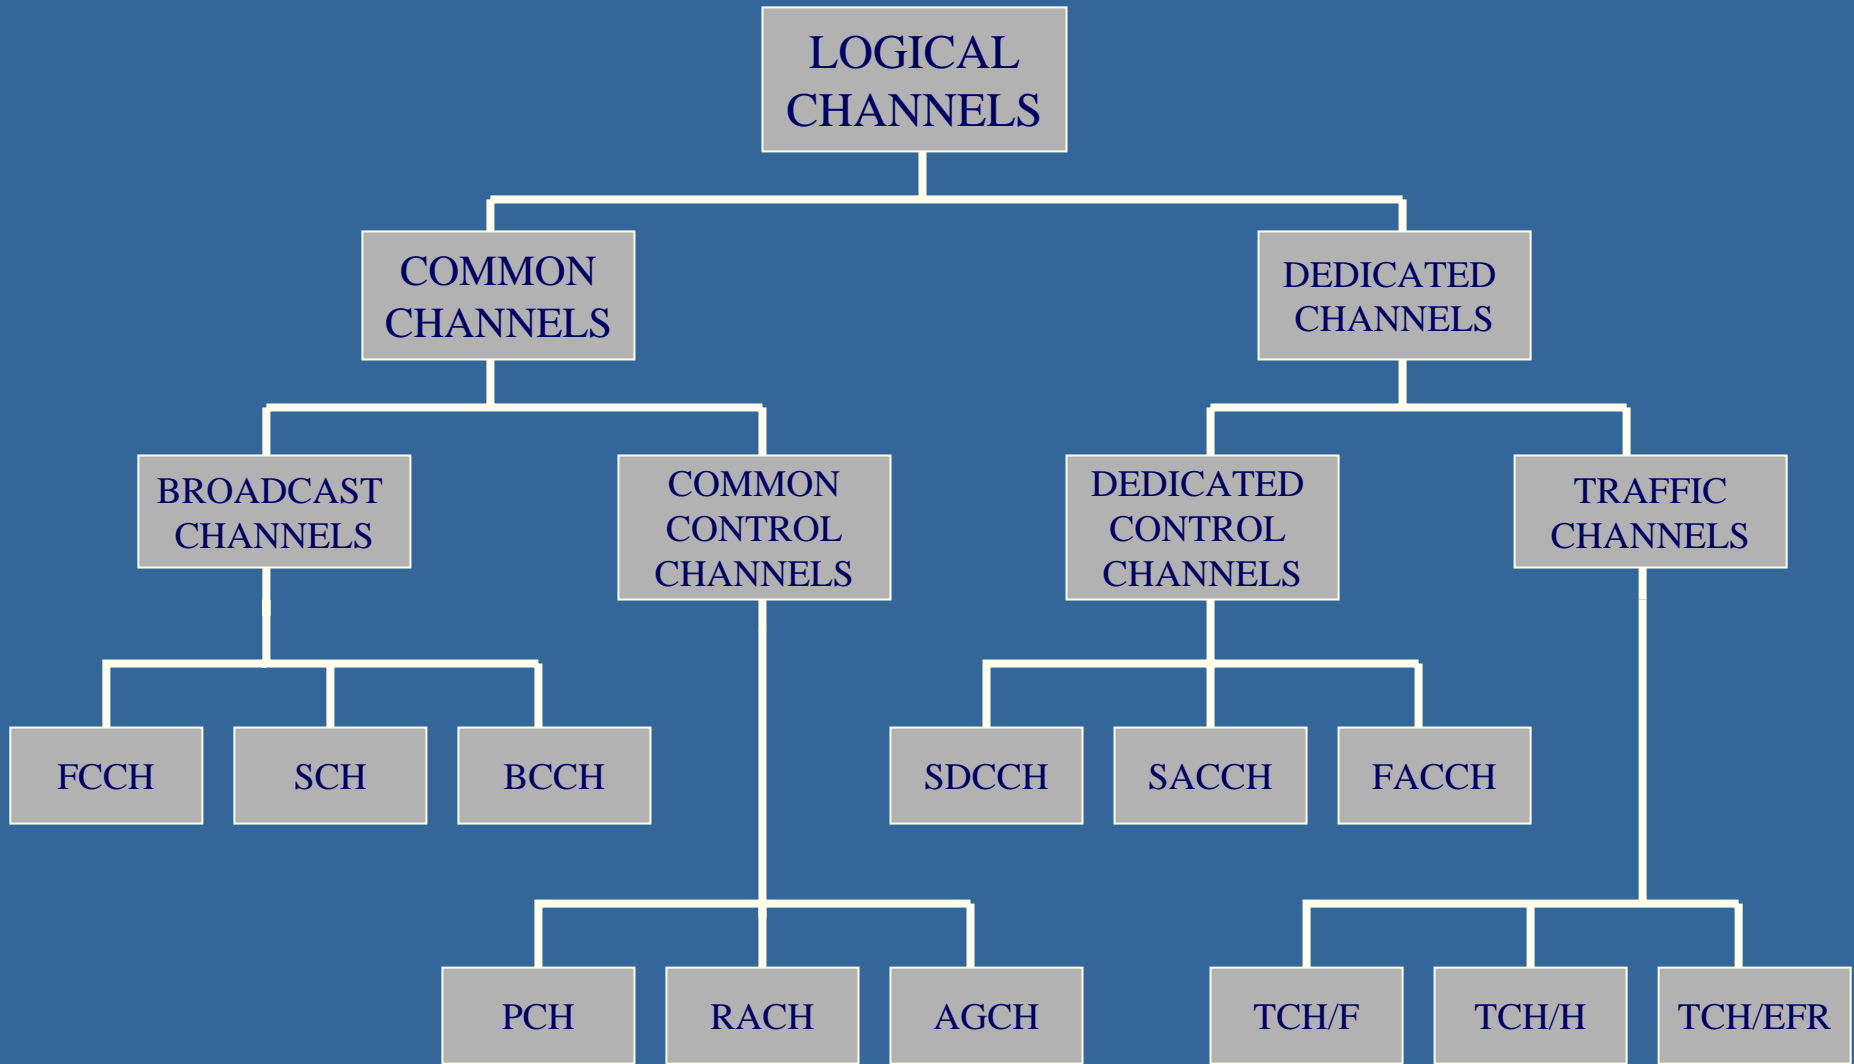 LOGICAL
CHANNELS
COMMON
CHANNELS
DEDICATED
CHANNELS
BROADCAST
CHANNELS
COMMON
CONTROL
CHANNELS
DEDICATED
CONTROL
CHANNELS
TRAFFIC
CHANNELS
FCCH
SCH
BCCH
SDCCH
SACCH
FACCH
PCH
RACH
AGCH
TCH/F
TCH/H
TCH/EFR